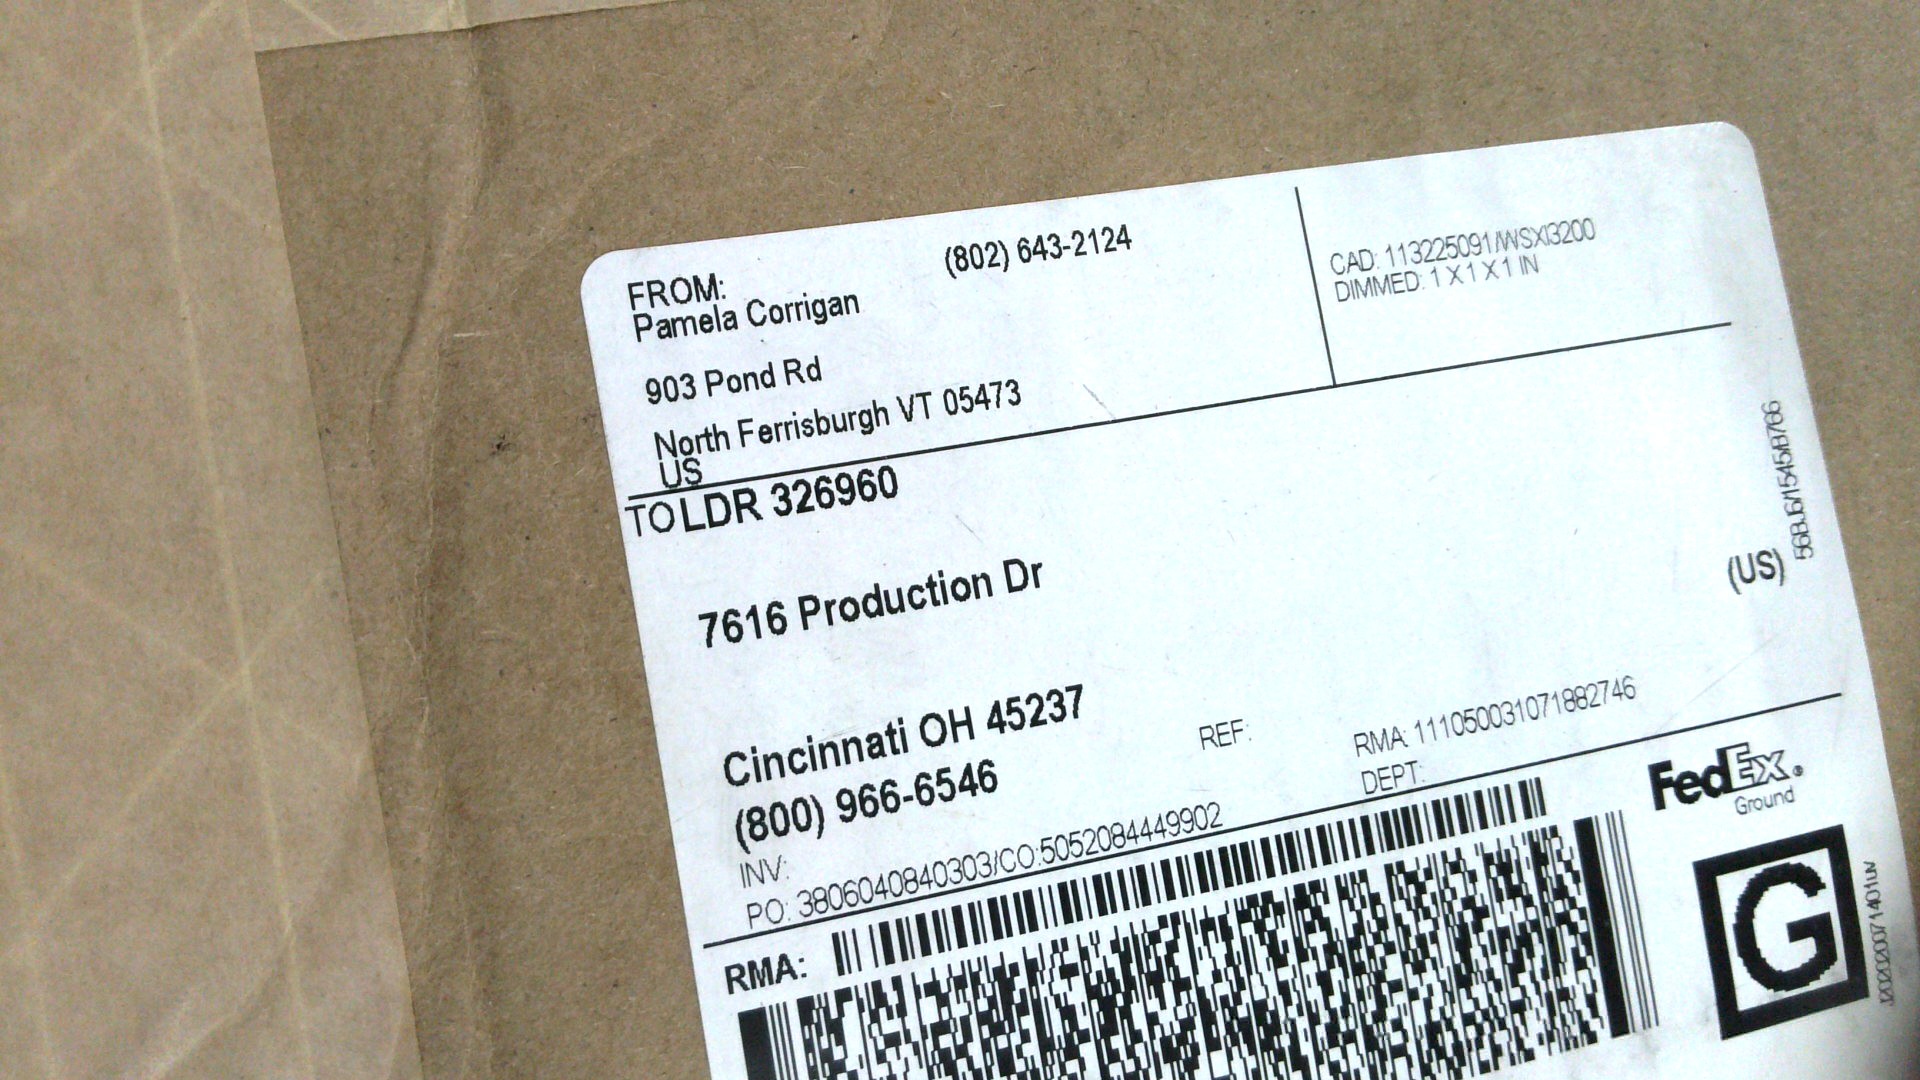 FROM:
(802) 643-2124
Pamela Corrigan
903 Pond Rd
North Ferrisburgh VT 05473
US
CAD: 113225091/WSXI3200
DIMMED: 1 X 1 X 1 IN
TO LDR 326960
7616 Production Dr
(US)
Cincinnati OH 45237
(800) 966-6546
REF:
RMA: 111050031071882746
DEPT:
INV:
PO: 3806040840303/CO:5052084449902
RMA:
FedEx
Ground
G